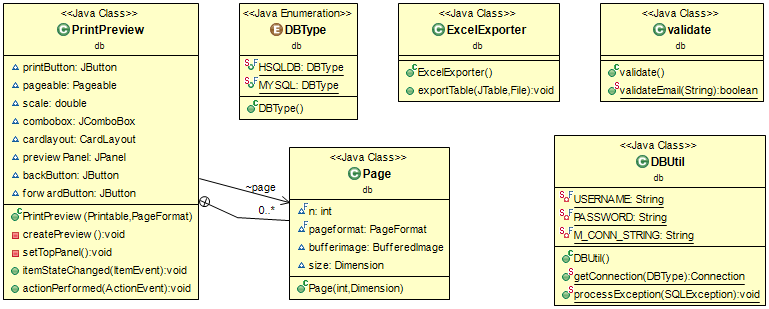 <<Java Class>>
PrintPreview
db
printButton: JButton
pageable: Pageable
scale: double
combobox: JComboBox
cardlayout: CardLayout
previewPanel: JPanel
backButton: JButton
forwardButton: JButton
PrintPreview(Printable,PageFormat)
createPreview():void
setTopPanel():void
itemStateChanged(ItemEvent):void
actionPerformed(ActionEvent):void
<<Java Enumeration>>
E DBType
db
S F HSQLDB: DBType
S F MYSQL: DBType
C DBType()
<<Java Class>>
C ExcelExporter
db
C ExcelExporter()
exportTable(JTable,File):void
<<Java Class>>
C validate
db
C validate()
S validateEmail(String):boolean
~page
0..*
<<Java Class>>
C Page
db
F n: int
F pageformat: PageFormat
bufferimage: BufferedImage
size: Dimension
C Page(int,Dimension)
<<Java Class>>
C DBUtil
db
S F USERNAME: String
S F PASSWORD: String
S F M_CONN_STRING: String
C DBUtil()
S getConnection(DBType):Connection
S processException(SQLException):void